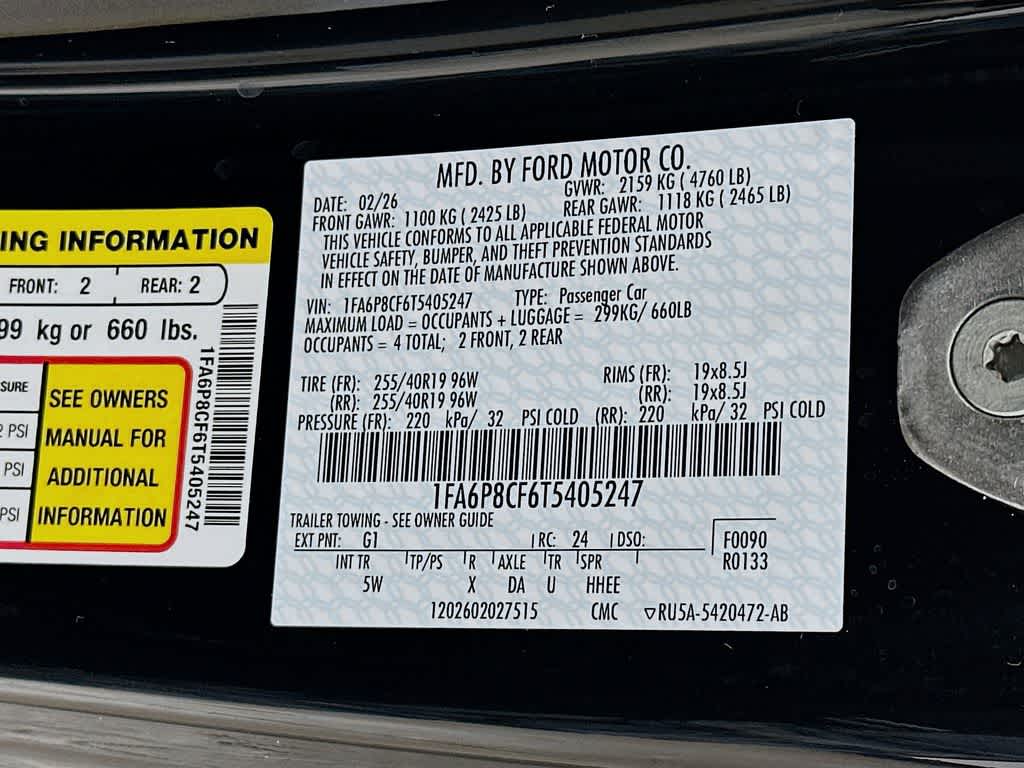 ING INFORMATION
FRONT: 2 REAR: 2
99 kg or 660 lbs.
SURE
2 PSI
PSI
PSI
SEE OWNERS
MANUAL FOR
ADDITIONAL
INFORMATION
1FA6P8CF6T5405247
MFD. BY FORD MOTOR CO.
DATE: 02/26 GVWR: 2159 KG ( 4760 LB)
FRONT GAWR: 1100 KG ( 2425 LB) REAR GAWR: 1118 KG ( 2465 LB)
THIS VEHICLE CONFORMS TO ALL APPLICABLE FEDERAL MOTOR
VEHICLE SAFETY, BUMPER, AND THEFT PREVENTION STANDARDS
IN EFFECT ON THE DATE OF MANUFACTURE SHOWN ABOVE.
VIN: 1FA6P8CF6T5405247 TYPE: Passenger Car
MAXIMUM LOAD = OCCUPANTS + LUGGAGE = 299KG/ 660LB
OCCUPANTS = 4 TOTAL; 2 FRONT, 2 REAR
TIRE (FR): 255/40R19 96W RIMS (FR): 19x8.5J
(RR): 255/40R19 96W (RR): 19x8.5J
PRESSURE (FR): 220 kPa/ 32 PSI COLD (RR): 220 kPa/ 32 PSI COLD
1FA6P8CF6T5405247
TRAILER TOWING - SEE OWNER GUIDE
EXT PNT: G1 RC: 24 DSO: F0090
INT TR TP/PS R AXLE TR SPR R0133
5W X DA U HHEE
1202602027515 CMC ▽RU5A-5420472-AB